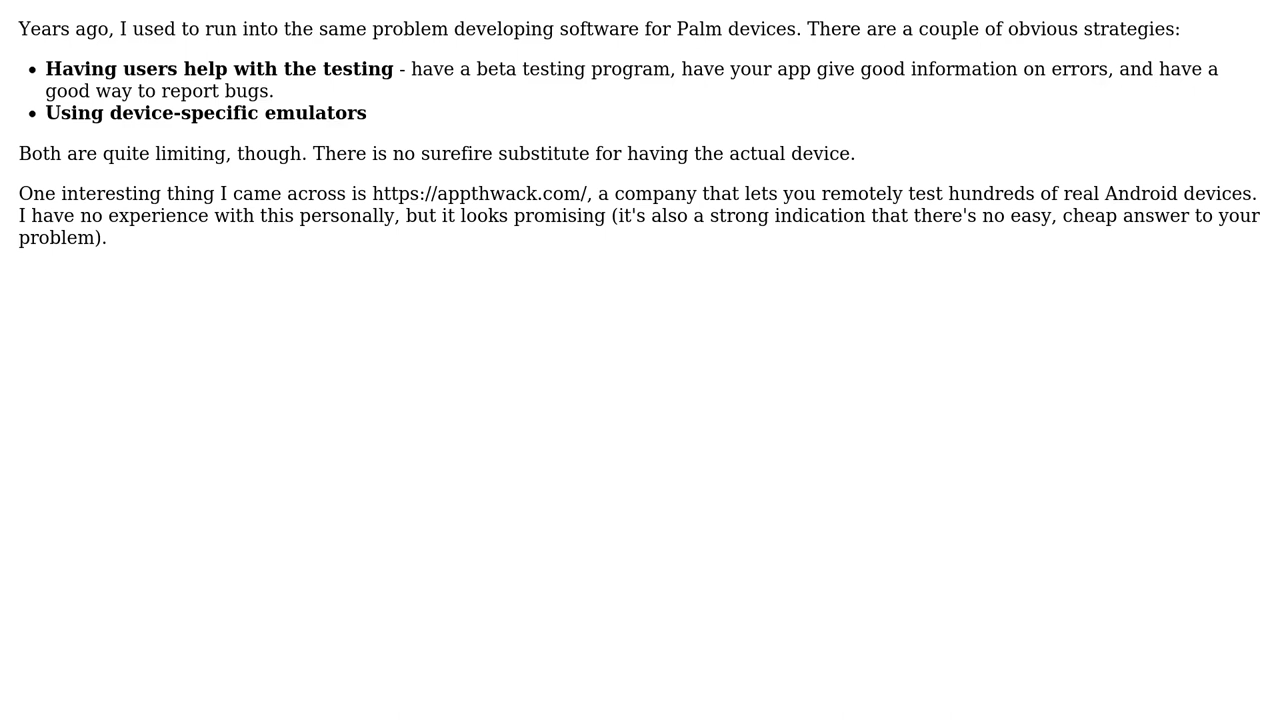 Years ago, I used to run into the same problem developing software for Palm devices. There are a couple of obvious strategies:
• Having users help with the testing - have a beta testing program, have your app give good information on errors, and have a
good way to report bugs.
• Using device-specific emulators
Both are quite limiting, though. There is no surefire substitute for having the actual device.
One interesting thing I came across is https://appthwack.com/, a company that lets you remotely test hundreds of real Android devices.
I have no experience with this personally, but it looks promising (it's also a strong indication that there's no easy, cheap answer to your
problem).